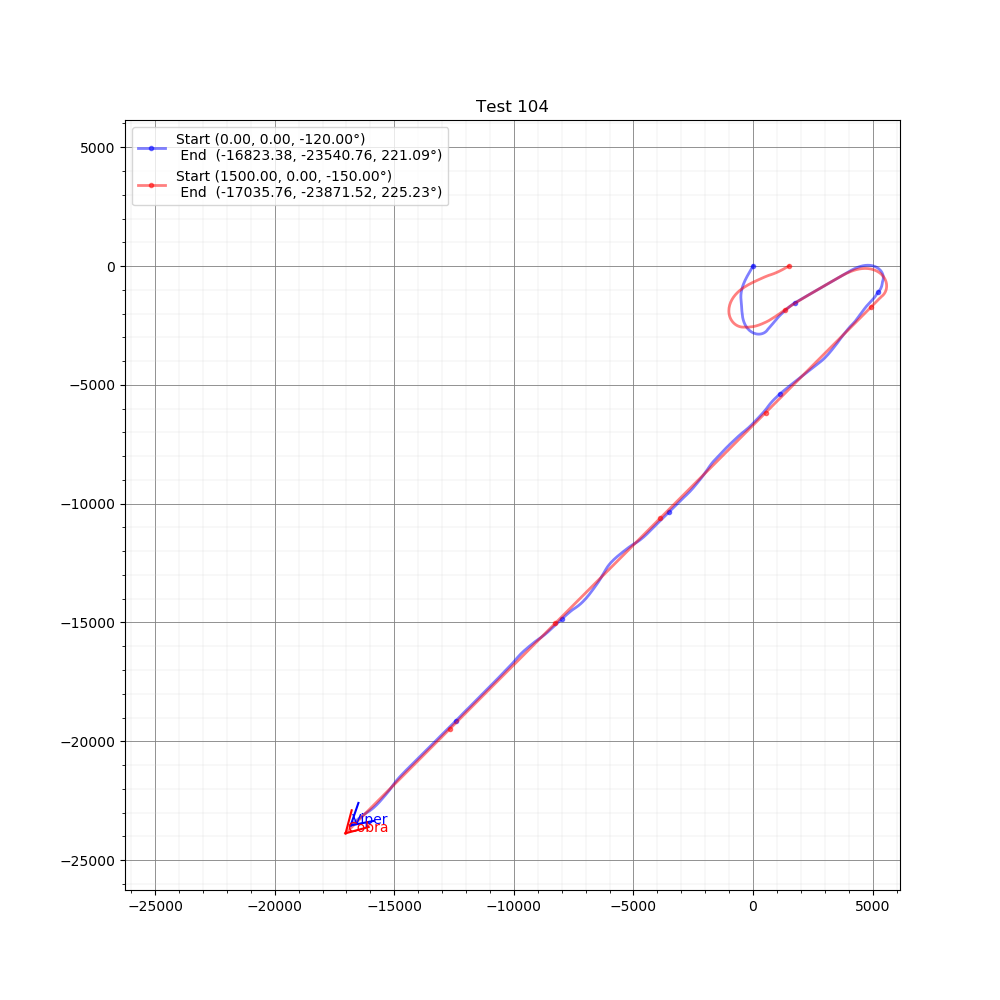 Test 104
Start (0.00, 0.00, -120.00°)
End (-16823.38, -23540.76, 221.09°)
Start (1500.00, 0.00, -150.00°)
End (-17035.76, -23871.52, 225.23°)
5000
0
−5000
−10000
−15000
−20000
−25000
Viper
Cobra
−25000 −20000 −15000 −10000 −5000 0 5000